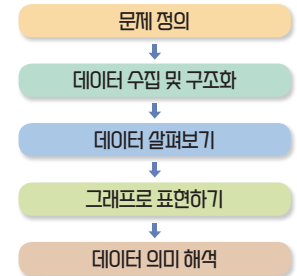 문제 정의
데이터 수집 및 구조화
데이터 살펴보기
그래프로 표현하기
데이터 의미 해석